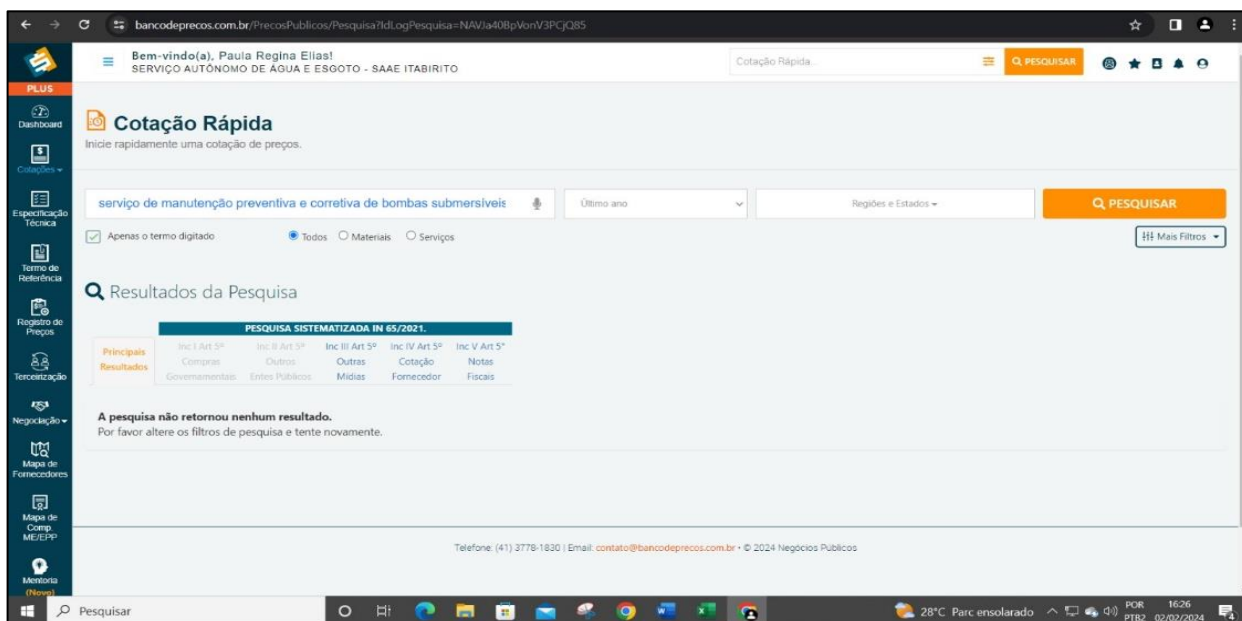 bancodeprecos.com.br/PrecosPublicos/Pesquisa?IdLogPesquisa=NAVJa40BpVonV3PCjQ85
Bem-vindo(a), Paula Regina Elias!
SERVIÇO AUTÔNOMO DE ÁGUA E ESGOTO - SAAE ITABIRITO
Cotação Rápida...
PESQUISAR
PLUS
Dashboard
Cotações
Especificação
Técnica
Termo de
Referência
Registro de
Preços
Terceirização
Negociação
Mapa de
Fornecedores
Mapa de
Comp.
ME/EPP
Mentoria
(Novo)
Cotação Rápida
Inicie rapidamente uma cotação de preços.
serviço de manutenção preventiva e corretiva de bombas submersíveis
Último ano
Regiões e Estados
PESQUISAR
Apenas o termo digitado
Todos
Materiais
Serviços
Mais Filtros
Resultados da Pesquisa
PESQUISA SISTEMATIZADA IN 65/2021.
Principais
Resultados
Inc I Art 5º
Compras
Governamentais
Inc II Art 5º
Outros
Entes Públicos
Inc III Art 5º
Outras
Mídias
Inc IV Art 5º
Cotação
Fornecedor
Inc V Art 5°
Notas
Fiscais
A pesquisa não retornou nenhum resultado.
Por favor altere os filtros de pesquisa e tente novamente.
Telefone: (41) 3778-1830 | Email: contato@bancodeprecos.com.br • © 2024 Negócios Públicos
Pesquisar
28°C Parc ensolarado
POR
PTB2
16:26
02/02/2024